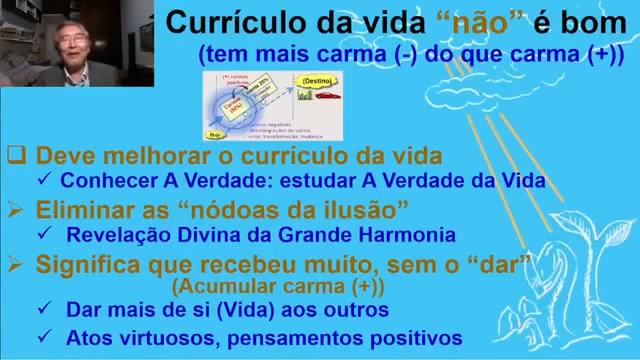 Currículo da vida “não” é bom
(tem mais carma (-) do que carma (+))
(Destino)
Hoje
❑ Deve melhorar o currículo da vida
✓ Conhecer A Verdade: estudar A Verdade da Vida
➢ Eliminar as “nódoas da ilusão”
✓ Revelação Divina da Grande Harmonia
➢ Significa que recebeu muito, sem o “dar”
(Acumular carma (+))
✓ Dar mais de si (Vida) aos outros
✓ Atos virtuosos, pensamentos positivos